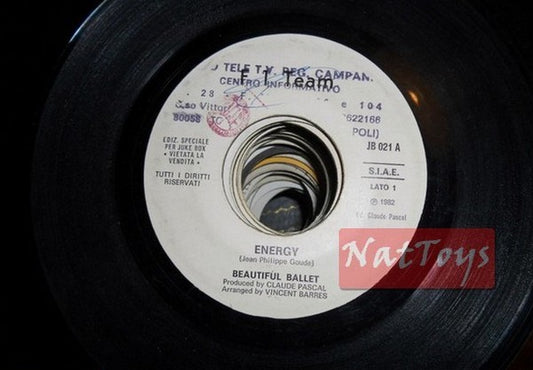 TELE T.V. REG. CAMPAN.
F I Team
CENTRO INFORMATIVO
23
C.so Vittor 104
80058 622166
POLI)
EDIZ. SPECIALE
PER JUKE BOX
• VIETATA LA
VENDITA •
JB 021 A
TUTTI I DIRITTI
RISERVATI
S.I.A.E.
LATO 1
℗ 1982
Ed. Claude Pascal
ENERGY
(Jean Philippe Goude)
BEAUTIFUL BALLET
Produced by CLAUDE PASCAL
Arranged by VINCENT BARRES
NatToys